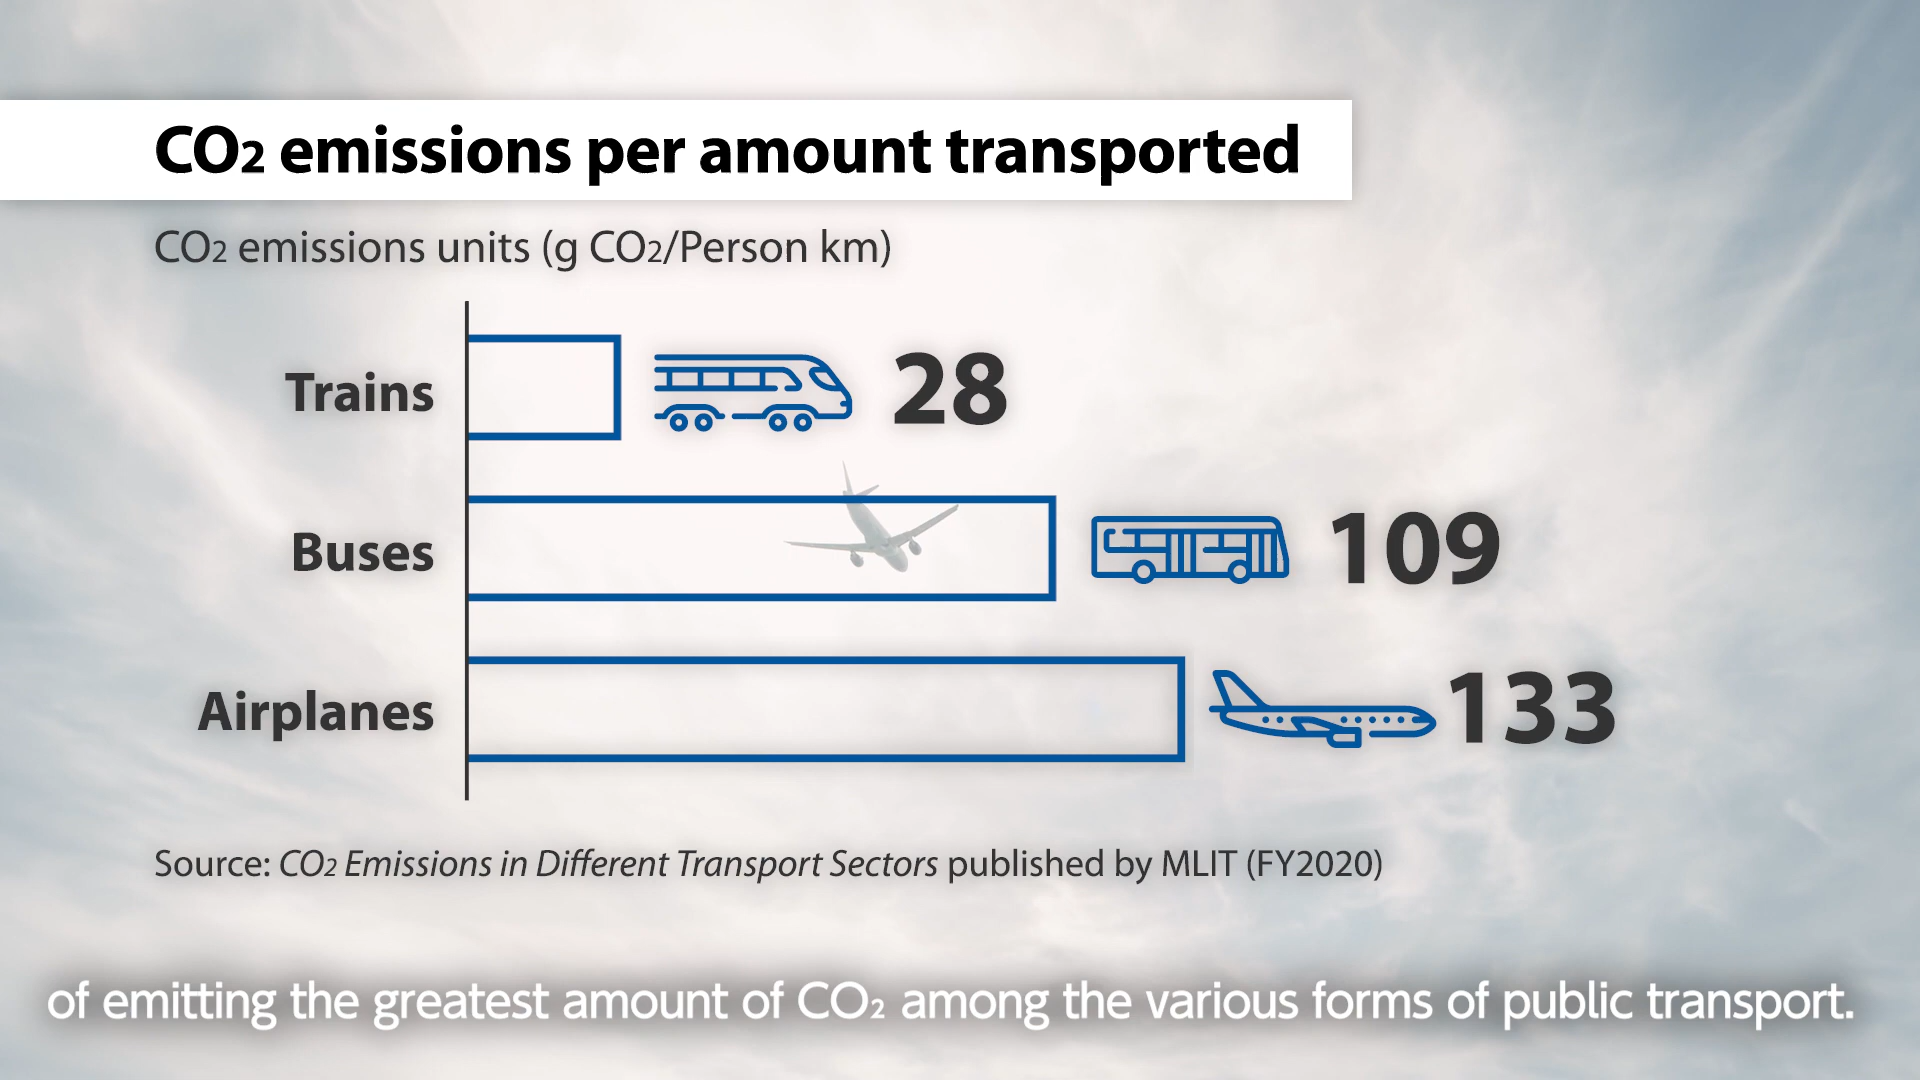 CO2 emissions per amount transported
CO2 emissions units (g CO2/Person km)
Trains 28
Buses 109
Airplanes 133
Source: CO2 Emissions in Different Transport Sectors published by MLIT (FY2020)
of emitting the greatest amount of CO2 among the various forms of public transport.